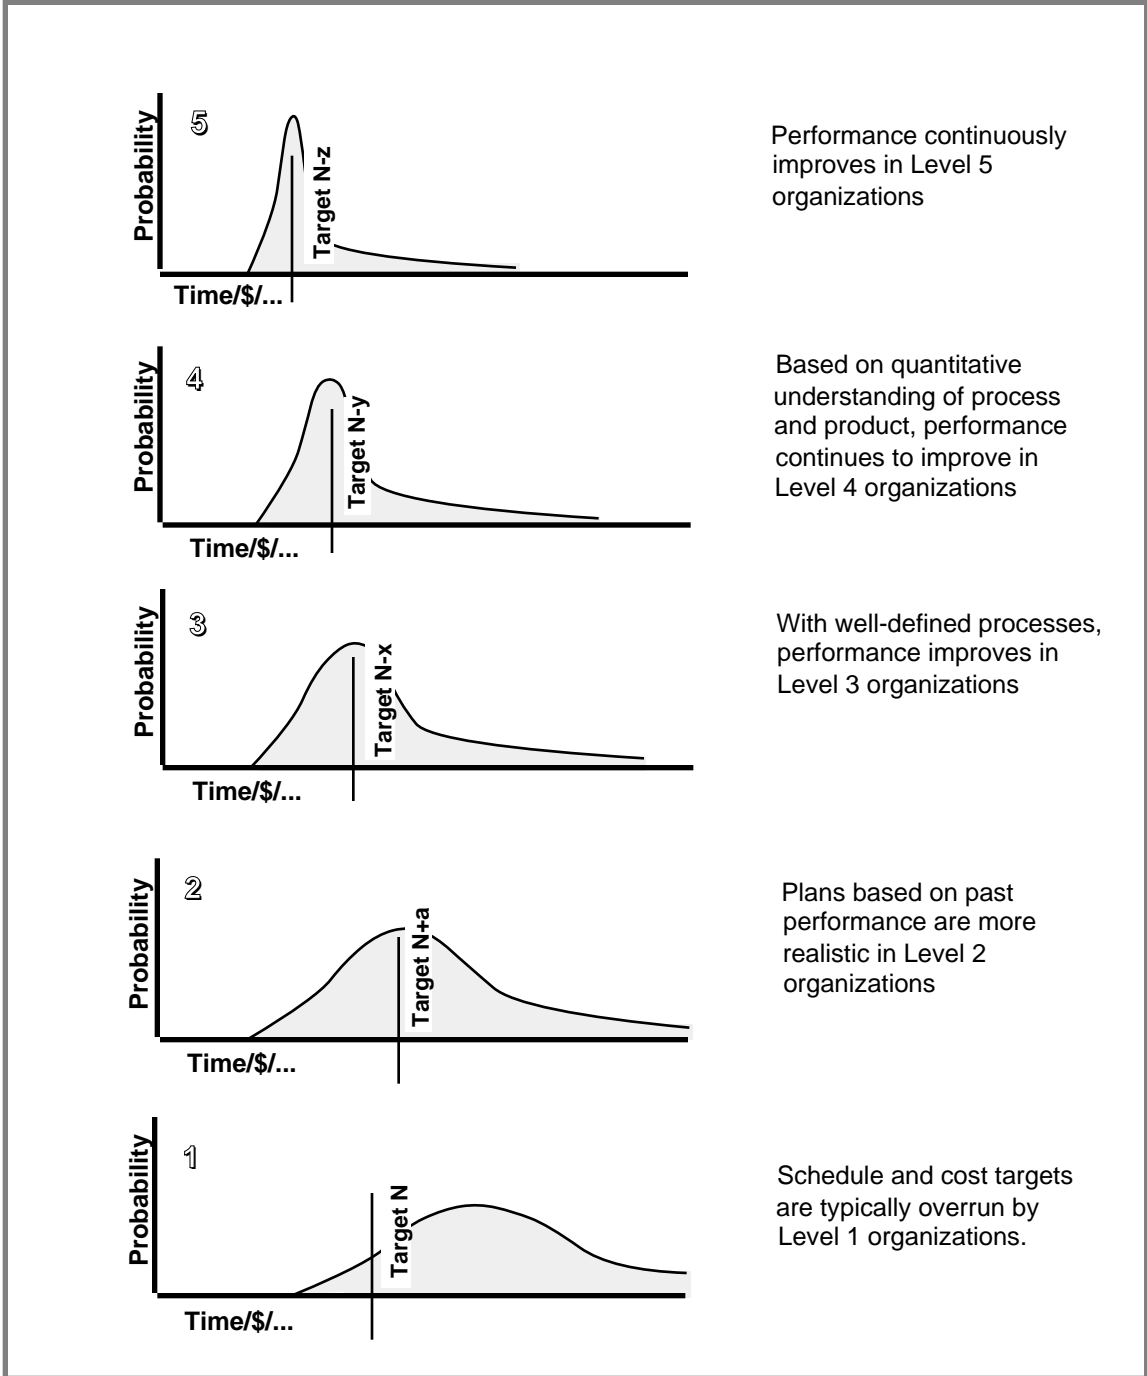 5
Probability
Target N-z
Time/$/...
Performance continuously
improves in Level 5
organizations
4
Probability
Target N-y
Time/$/...
Based on quantitative
understanding of process
and product, performance
continues to improve in
Level 4 organizations
3
Probability
Target N-x
Time/$/...
With well-defined processes,
performance improves in
Level 3 organizations
2
Probability
Target N+a
Time/$/...
Plans based on past
performance are more
realistic in Level 2
organizations
1
Probability
Target N
Time/$/...
Schedule and cost targets
are typically overrun by
Level 1 organizations.